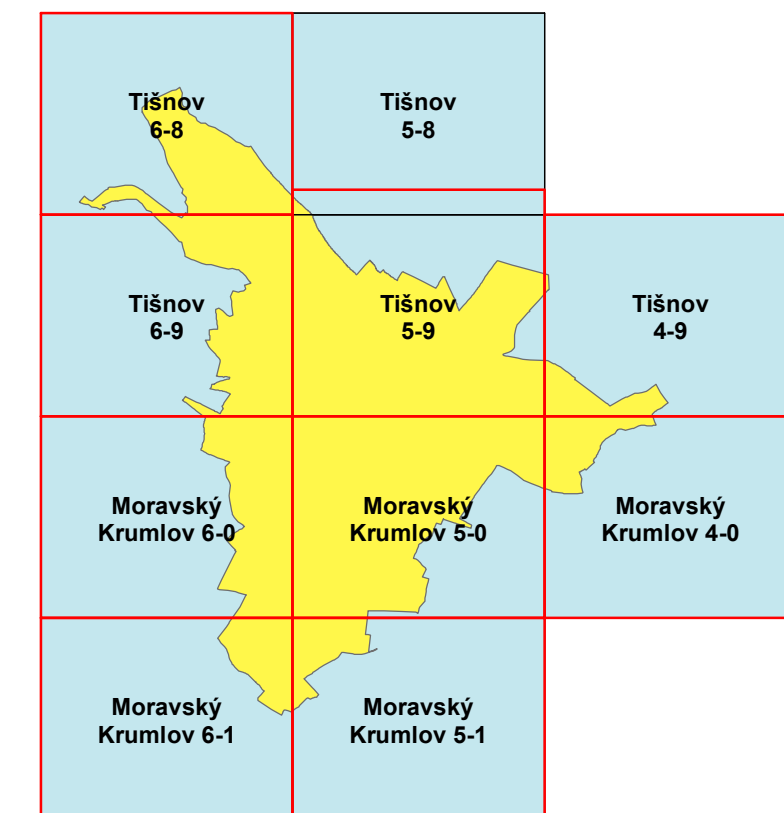 Tišnov
6-8
Tišnov
5-8
Tišnov
6-9
Tišnov
5-9
Tišnov
4-9
Moravský
Krumlov 6-0
Moravský
Krumlov 5-0
Moravský
Krumlov 4-0
Moravský
Krumlov 6-1
Moravský
Krumlov 5-1